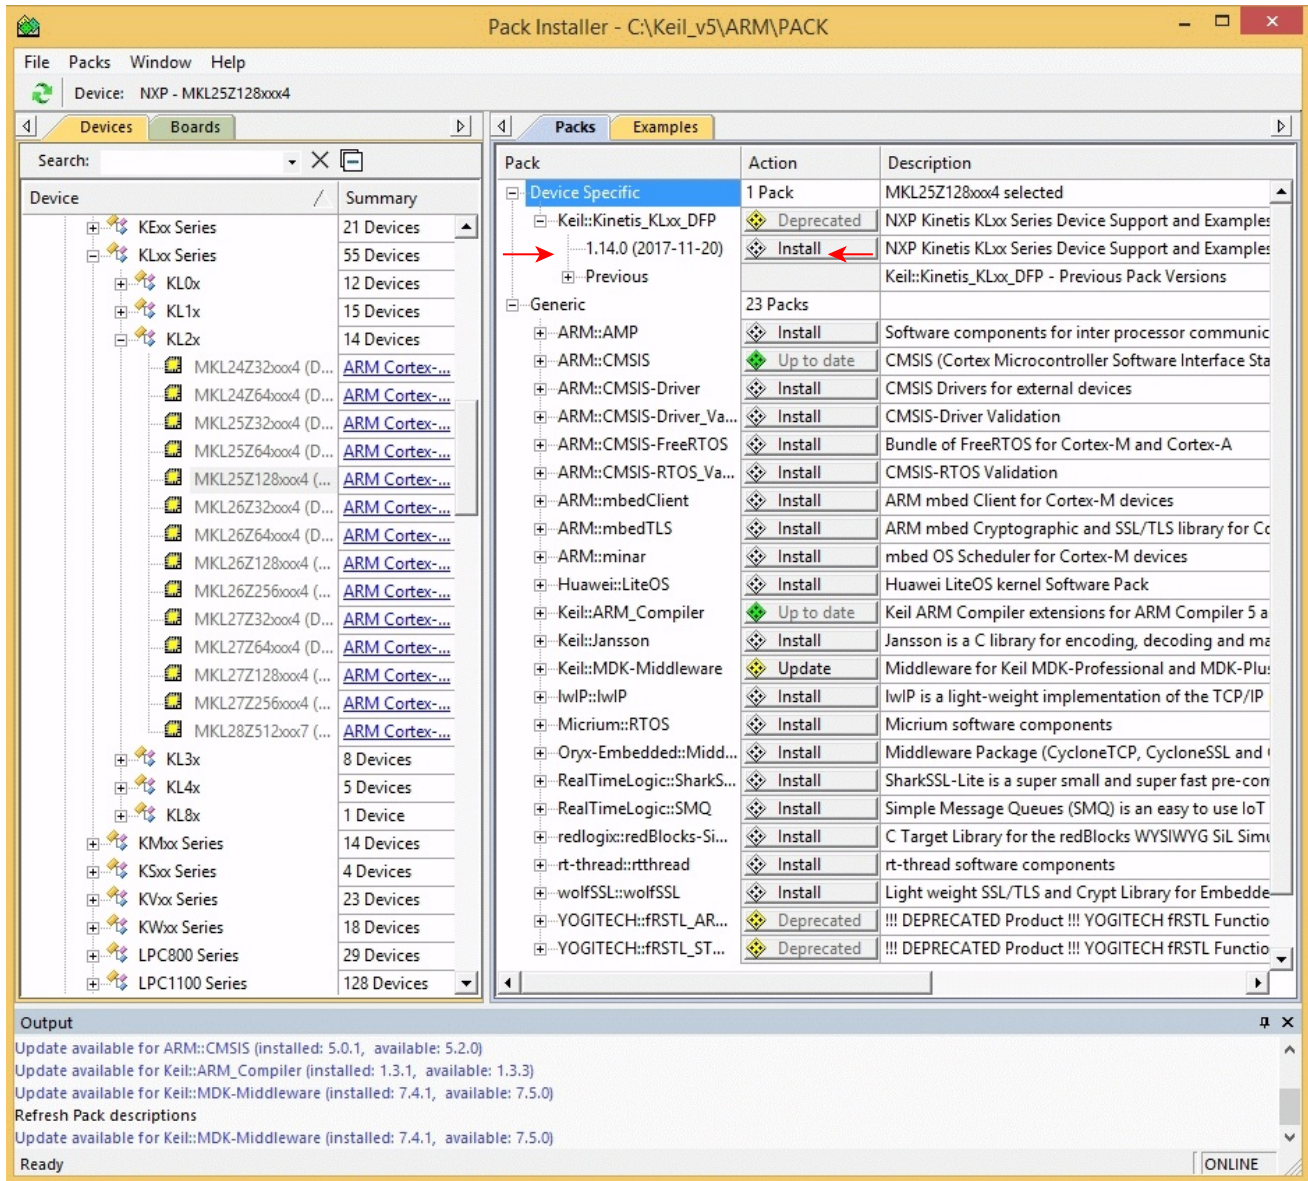 Pack Installer - C:\Keil_v5\ARM\PACK
File Packs Window Help
Device: NXP - MKL25Z128xxx4
Devices Boards
Search:
Device Summary
KExx Series 21 Devices
KLxx Series 55 Devices
KL0x 12 Devices
KL1x 15 Devices
KL2x 14 Devices
MKL24Z32xxx4 (D... ARM Cortex-...
MKL24Z64xxx4 (D... ARM Cortex-...
MKL25Z32xxx4 (D... ARM Cortex-...
MKL25Z64xxx4 (D... ARM Cortex-...
MKL25Z128xxx4 (... ARM Cortex-...
MKL26Z32xxx4 (D... ARM Cortex-...
MKL26Z64xxx4 (D... ARM Cortex-...
MKL26Z128xxx4 (... ARM Cortex-...
MKL26Z256xxx4 (... ARM Cortex-...
MKL27Z32xxx4 (D... ARM Cortex-...
MKL27Z64xxx4 (D... ARM Cortex-...
MKL27Z128xxx4 (... ARM Cortex-...
MKL27Z256xxx4 (... ARM Cortex-...
MKL28Z512xxx7 (... ARM Cortex-...
KL3x 8 Devices
KL4x 5 Devices
KL8x 1 Device
KMxx Series 14 Devices
KSxx Series 4 Devices
KVxx Series 23 Devices
KWxx Series 18 Devices
LPC800 Series 29 Devices
LPC1100 Series 128 Devices
Packs Examples
Pack Action Description
Device Specific 1 Pack MKL25Z128xxx4 selected
Keil::Kinetis_KLxx_DFP Deprecated NXP Kinetis KLxx Series Device Support and Examples
1.14.0 (2017-11-20) Install NXP Kinetis KLxx Series Device Support and Examples
Previous Keil::Kinetis_KLxx_DFP - Previous Pack Versions
Generic 23 Packs
ARM::AMP Install Software components for inter processor communic
ARM::CMSIS Up to date CMSIS (Cortex Microcontroller Software Interface Sta
ARM::CMSIS-Driver Install CMSIS Drivers for external devices
ARM::CMSIS-Driver_Va... Install CMSIS-Driver Validation
ARM::CMSIS-FreeRTOS Install Bundle of FreeRTOS for Cortex-M and Cortex-A
ARM::CMSIS-RTOS_Va... Install CMSIS-RTOS Validation
ARM::mbedClient Install ARM mbed Client for Cortex-M devices
ARM::mbedTLS Install ARM mbed Cryptographic and SSL/TLS library for Co
ARM::minar Install mbed OS Scheduler for Cortex-M devices
Huawei::LiteOS Install Huawei LiteOS kernel Software Pack
Keil::ARM_Compiler Up to date Keil ARM Compiler extensions for ARM Compiler 5 a
Keil::Jansson Install Jansson is a C library for encoding, decoding and ma
Keil::MDK-Middleware Update Middleware for Keil MDK-Professional and MDK-Plus
lwIP::lwIP Install lwIP is a light-weight implementation of the TCP/IP
Micrium::RTOS Install Micrium software components
Oryx-Embedded::Midd... Install Middleware Package (CycloneTCP, CycloneSSL and
RealTimeLogic::SharkS... Install SharkSSL-Lite is a super small and super fast pre-com
RealTimeLogic::SMQ Install Simple Message Queues (SMQ) is an easy to use IoT
redlogix::redBlocks-Si... Install C Target Library for the redBlocks WYSIWYG SiL Simu
rt-thread::rtthread Install rt-thread software components
wolfSSL::wolfSSL Install Light weight SSL/TLS and Crypt Library for Embedde
YOGITECH::fRSTL_AR... Deprecated !!! DEPRECATED Product !!! YOGITECH fRSTL Functio
YOGITECH::fRSTL_ST... Deprecated !!! DEPRECATED Product !!! YOGITECH fRSTL Functio
Output
Update available for ARM::CMSIS (installed: 5.0.1, available: 5.2.0)
Update available for Keil::ARM_Compiler (installed: 1.3.1, available: 1.3.3)
Update available for Keil::MDK-Middleware (installed: 7.4.1, available: 7.5.0)
Refresh Pack descriptions
Update available for Keil::MDK-Middleware (installed: 7.4.1, available: 7.5.0)
Ready ONLINE